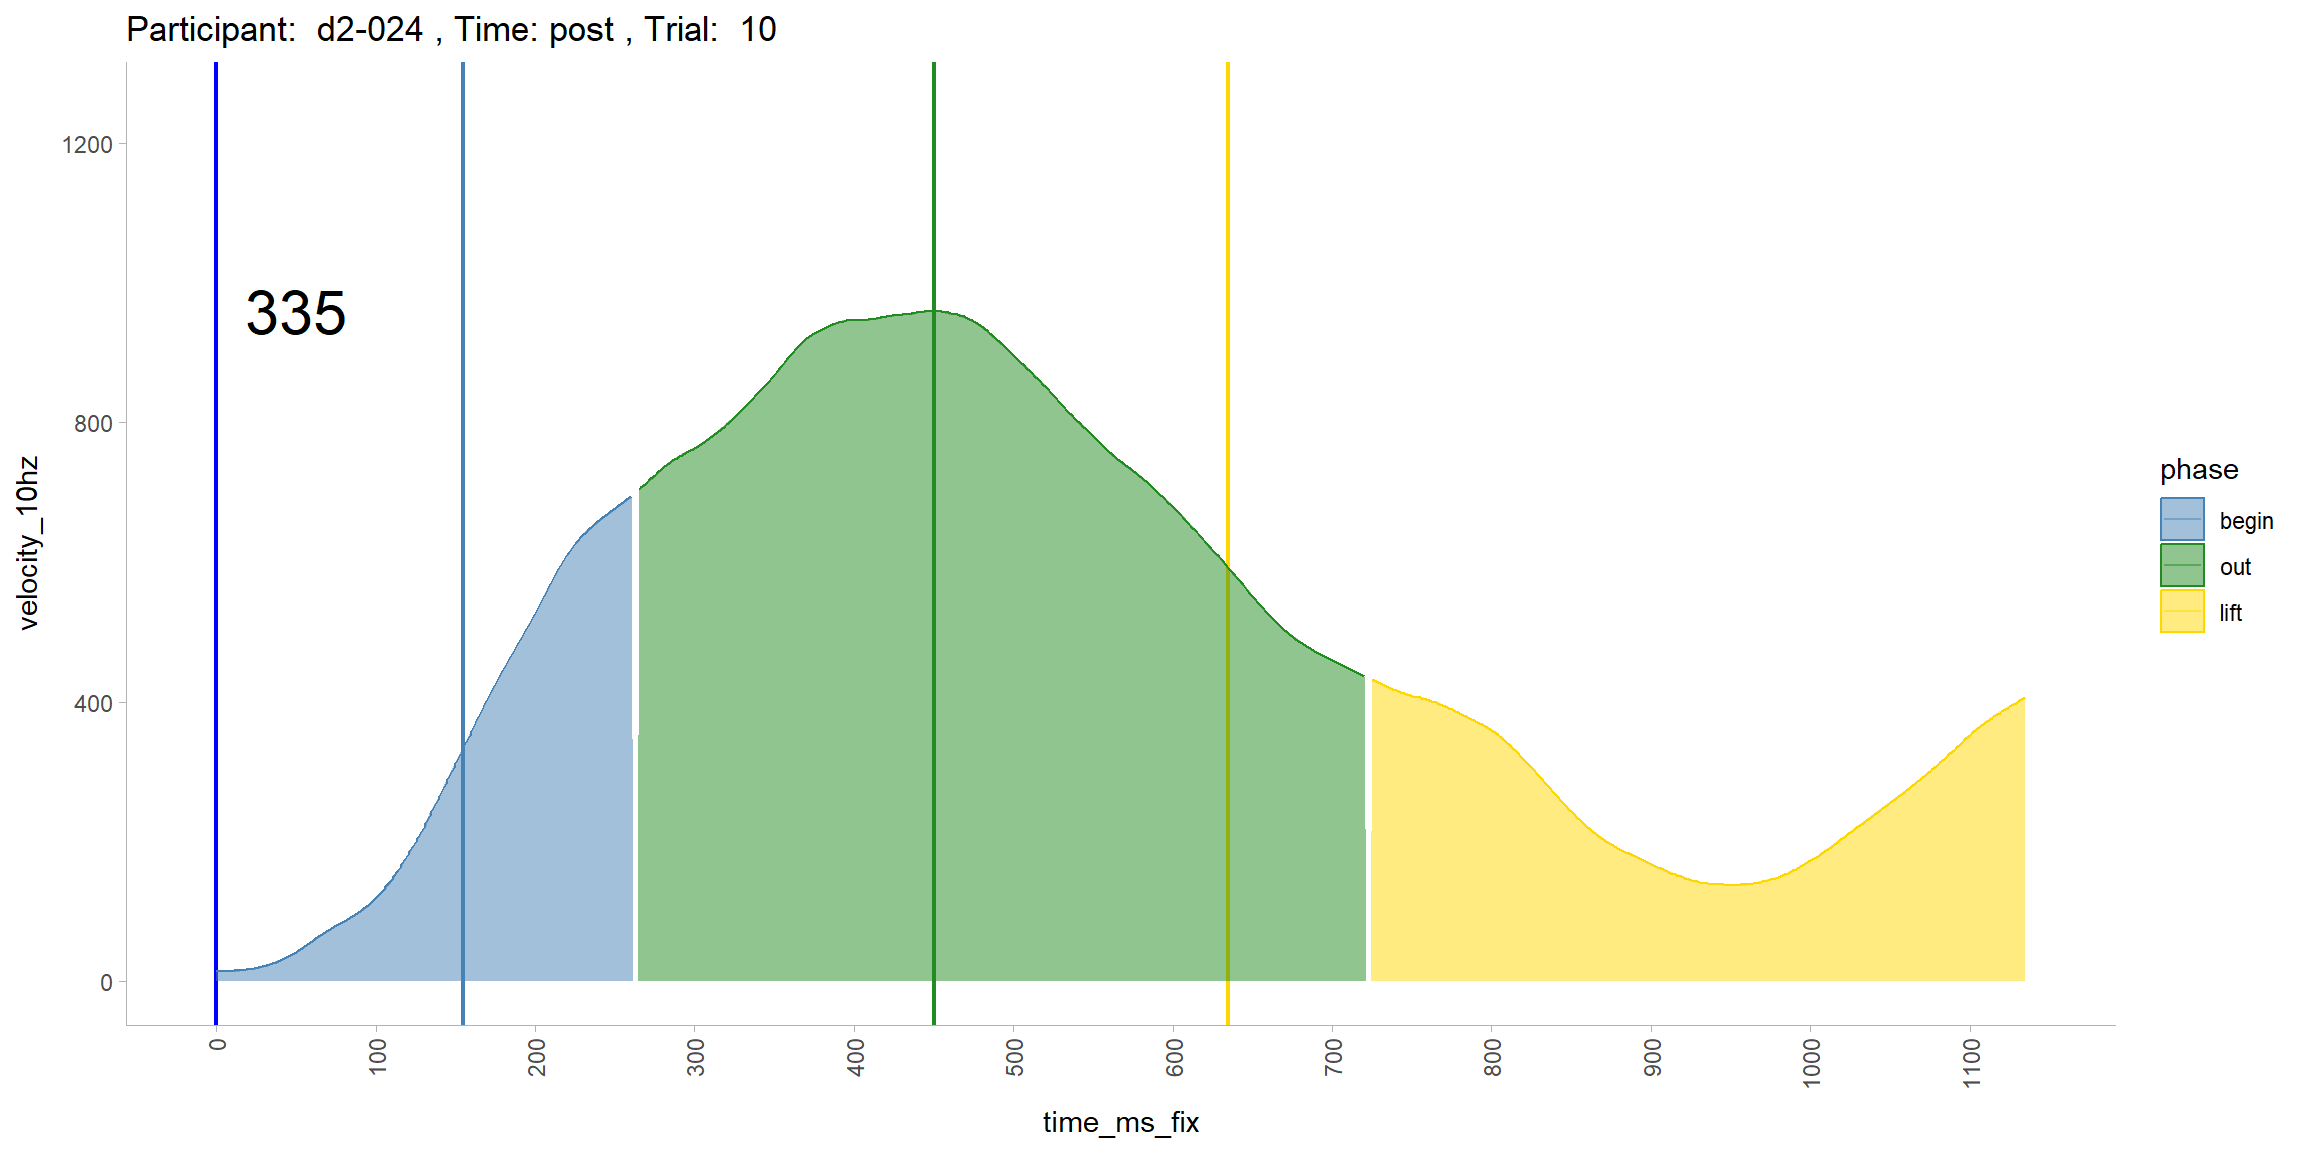 Participant:  d2-024 , Time: post , Trial:  10
1200
800
400
0
velocity_10hz
335
0
100
200
300
400
500
600
700
800
900
1000
1100
time_ms_fix
phase
begin
out
lift